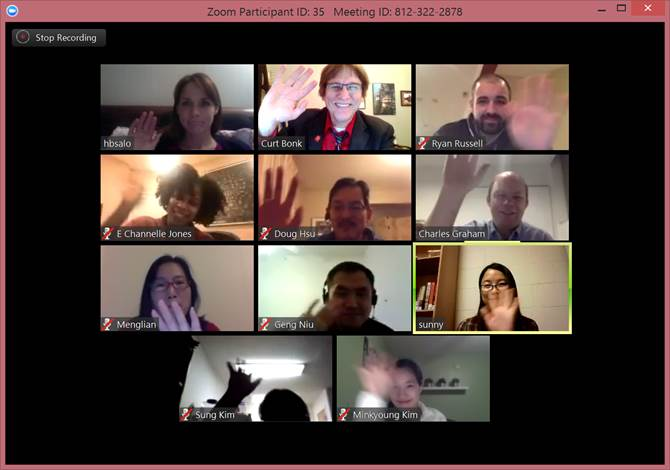 Zoom Participant ID: 35 Meeting ID: 812-322-2878
Stop Recording
hbsalo
Curt Bonk
Ryan Russell
E Channelle Jones
Doug Hsu
Charles Graham
Menglian
Geng Niu
sunny
Sung Kim
Minkyoung Kim